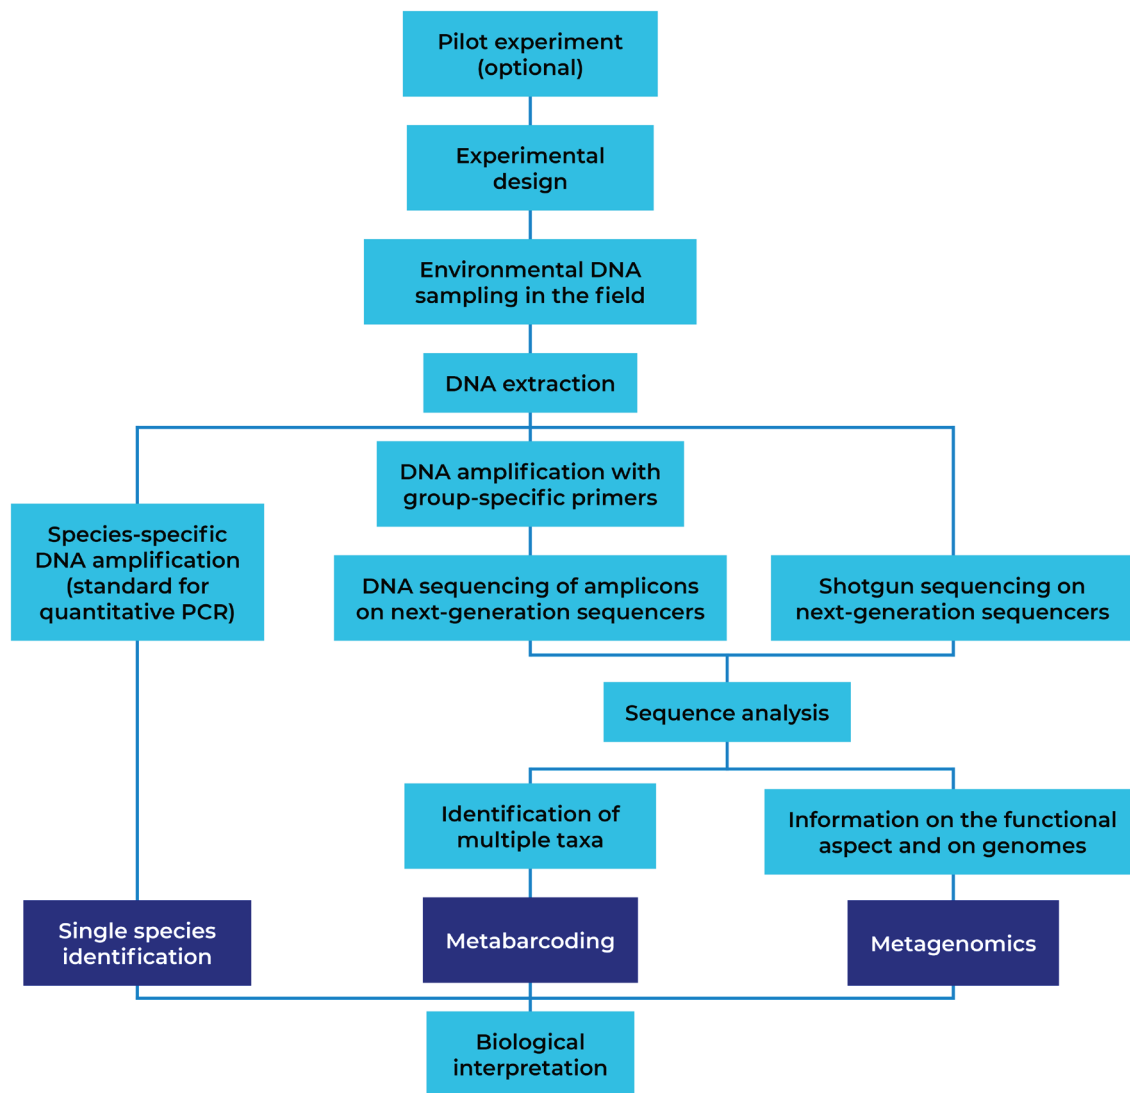 Pilot experiment
(optional)
Experimental
design
Environmental DNA
sampling in the field
DNA extraction
DNA amplification with
group-specific primers
Species-specific
DNA amplification
(standard for
quantitative PCR)
DNA sequencing of amplicons
on next-generation sequencers
Shotgun sequencing on
next-generation sequencers
Sequence analysis
Identification of
multiple taxa
Information on the functional
aspect and on genomes
Single species
identification
Metabarcoding
Metagenomics
Biological
interpretation